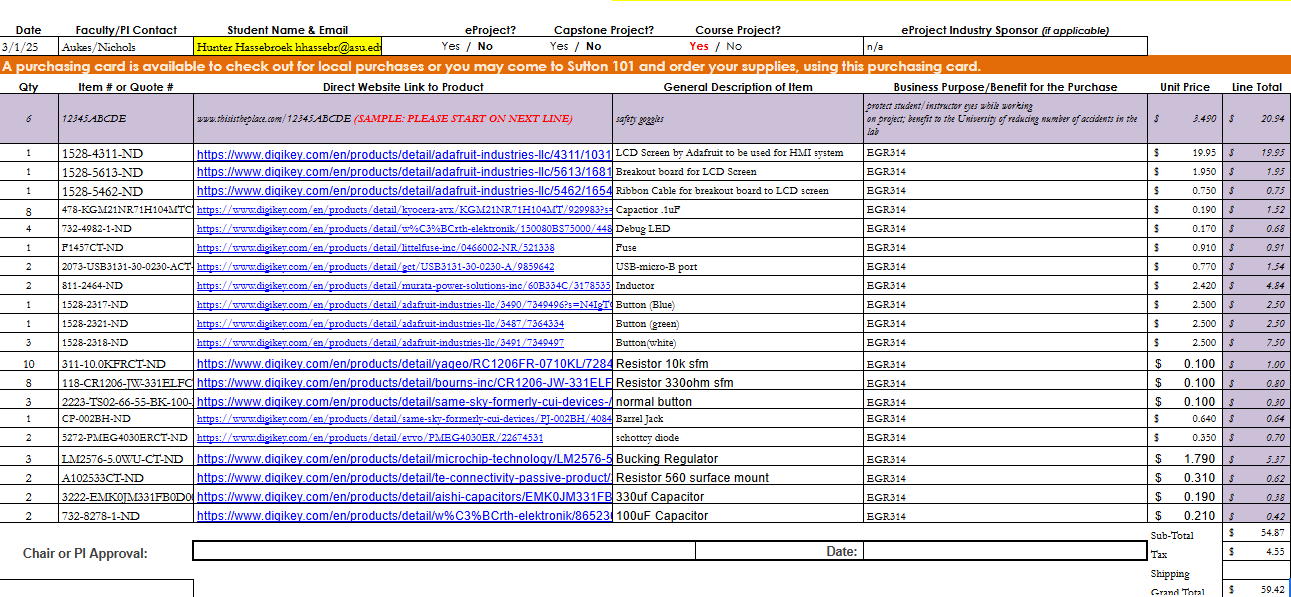 Date Faculty/PI Contact Student Name & Email eProject? Capstone Project? Course Project? eProject Industry Sponsor (if applicable)
3/1/25 Aukes/Nichols Hunter Hassebroek hhassebr@asu.edu Yes / No Yes / No Yes / No n/a
A purchasing card is available to check out for local purchases or you may come to Sutton 101 and order your supplies, using this purchasing card.
Qty Item # or Quote # Direct Website Link to Product General Description of Item Business Purpose/Benefit for the Purchase Unit Price Line Total
6 12345ABCDE www.thisistheplace.com/12345ABCDE (SAMPLE: PLEASE START ON NEXT LINE) safety goggles protect student/instructor eyes while working $ 3.490 $ 20.94
on project; benefit to the University of reducing number of accidents in the
lab
1 1528-4311-ND https://www.digikey.com/en/products/detail/adafruit-industries-llc/4311/1031 LCD Screen by Adafruit to be used for HMI system EGR314 $ 19.95 $ 19.95
1 1528-5613-ND https://www.digikey.com/en/products/detail/adafruit-industries-llc/5613/1681 Breakout board for LCD Screen EGR314 $ 1.950 $ 1.95
1 1528-5462-ND https://www.digikey.com/en/products/detail/adafruit-industries-llc/5462/1654 Ribbon Cable for breakout board to LCD screen EGR314 $ 0.750 $ 0.75
8 478-KGM21NR71H104MTC https://www.digikey.com/en/products/detail/kyocera-avx/KGM21NR71H104MT/929983?s= Capactior .1uF EGR314 $ 0.190 $ 1.52
4 732-4982-1-ND https://www.digikey.com/en/products/detail/w%C3%BCrth-elektronik/150080BS75000/448 Debug LED EGR314 $ 0.170 $ 0.68
1 F1457CT-ND https://www.digikey.com/en/products/detail/littelfuse-inc/0466002-NR/521338 Fuse EGR314 $ 0.910 $ 0.91
2 2073-USB3131-30-0230-ACT- https://www.digikey.com/en/products/detail/gct/USB3131-30-0230-A/9859642 USB-micro-B port EGR314 $ 0.770 $ 1.54
2 811-2464-ND https://www.digikey.com/en/products/detail/murata-power-solutions-inc/60B334C/3178535 Inductor EGR314 $ 2.420 $ 4.84
1 1528-2317-ND https://www.digikey.com/en/products/detail/adafruit-industries-llc/3490/7349496?s=N4IgT Button (Blue) EGR314 $ 2.500 $ 2.50
1 1528-2321-ND https://www.digikey.com/en/products/detail/adafruit-industries-llc/3487/7364334 Button (green) EGR314 $ 2.500 $ 2.50
3 1528-2318-ND https://www.digikey.com/en/products/detail/adafruit-industries-llc/3491/7349497 Button(white) EGR314 $ 2.500 $ 7.50
10 311-10.0KFRCT-ND https://www.digikey.com/en/products/detail/yageo/RC1206FR-0710KL/7284 Resistor 10k sfm EGR314 $ 0.100 $ 1.00
8 118-CR1206-JW-331ELFC https://www.digikey.com/en/products/detail/bourns-inc/CR1206-JW-331ELF Resistor 330ohm sfm EGR314 $ 0.100 $ 0.80
3 2223-TS02-66-55-BK-100- https://www.digikey.com/en/products/detail/same-sky-formerly-cui-devices-/ normal button EGR314 $ 0.100 $ 0.30
1 CP-002BH-ND https://www.digikey.com/en/products/detail/same-sky-formerly-cui-devices/PJ-002BH/4084 Barrel Jack EGR314 $ 0.640 $ 0.64
2 5272-PMEG4030ERCT-ND https://www.digikey.com/en/products/detail/evvo/PMEG4030ER/22674531 schottcy diode EGR314 $ 0.350 $ 0.70
3 LM2576-5.0WU-CT-ND https://www.digikey.com/en/products/detail/microchip-technology/LM2576-5 Bucking Regulator EGR314 $ 1.790 $ 5.37
2 A102533CT-ND https://www.digikey.com/en/products/detail/te-connectivity-passive-product/ Resistor 560 surface mount EGR314 $ 0.310 $ 0.62
2 3222-EMK0JM331FB0D0 https://www.digikey.com/en/products/detail/aishi-capacitors/EMK0JM331FB 330uf Capacitor EGR314 $ 0.190 $ 0.38
2 732-8278-1-ND https://www.digikey.com/en/products/detail/w%C3%BCrth-elektronik/86523 100uF Capacitor EGR314 $ 0.210 $ 0.42
Sub-Total $ 54.87
Chair or PI Approval: Date: Tax $ 4.55
Shipping
Grand Total $ 59.42